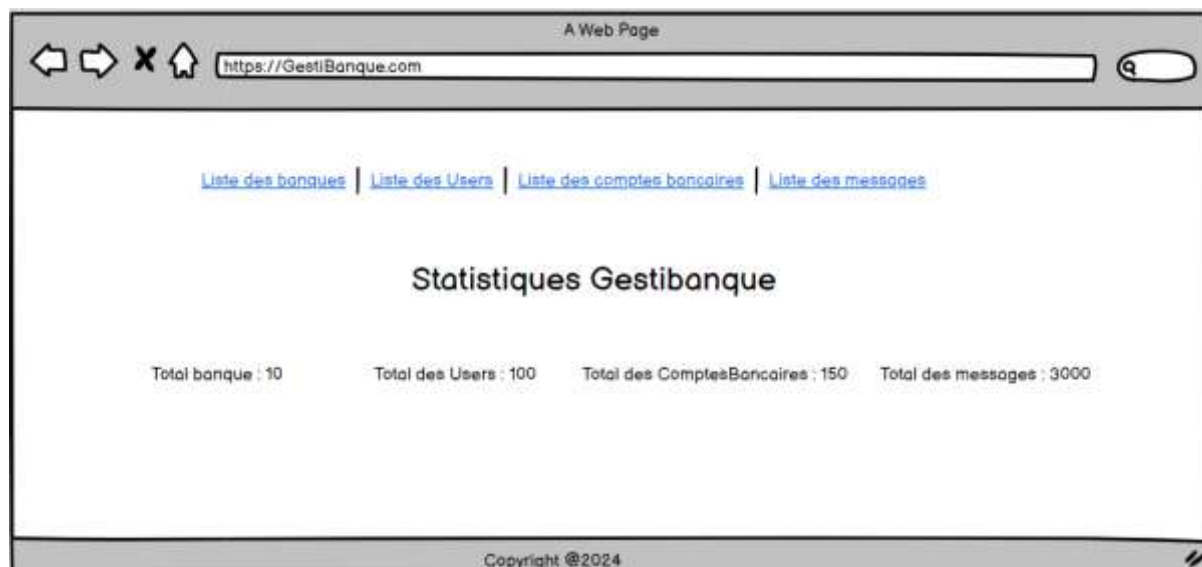 A Web Page
https://GestiBanque.com
Liste des banques | Liste des Users | Liste des comptes bancaires | Liste des messages
Statistiques Gestibanque
Total banque : 10 Total des Users : 100 Total des ComptesBancaires : 150 Total des messages : 3000
Copyright @2024